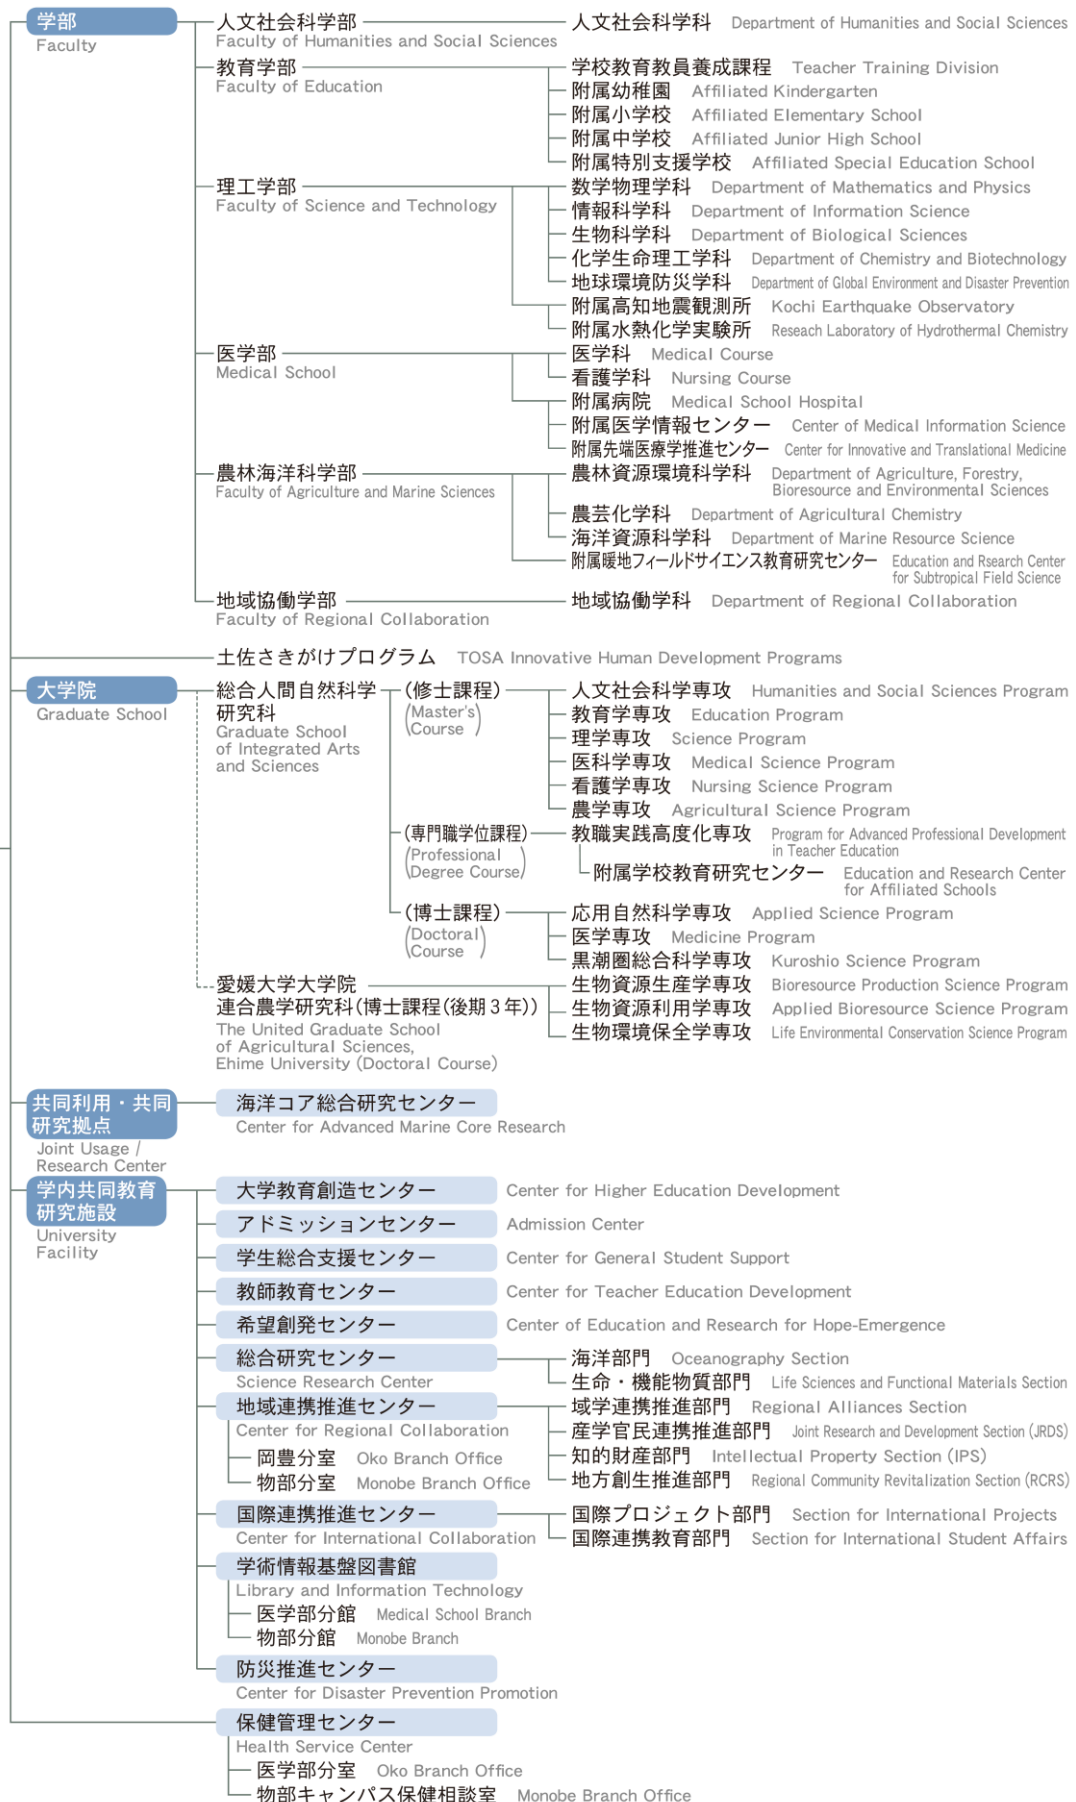 学部
Faculty
人文社会科学部
Faculty of Humanities and Social Sciences
人文社会科学科 Department of Humanities and Social Sciences
教育学部
Faculty of Education
学校教育教員養成課程 Teacher Training Division
附属幼稚園 Affiliated Kindergarten
附属小学校 Affiliated Elementary School
附属中学校 Affiliated Junior High School
附属特別支援学校 Affiliated Special Education School
理工学部
Faculty of Science and Technology
数学物理学科 Department of Mathematics and Physics
情報科学科 Department of Information Science
生物科学科 Department of Biological Sciences
化学生命理工学科 Department of Chemistry and Biotechnology
地球環境防災学科 Department of Global Environment and Disaster Prevention
附属高知地震観測所 Kochi Earthquake Observatory
附属水熱化学実験所 Reseach Laboratory of Hydrothermal Chemistry
医学部
Medical School
医学科 Medical Course
看護学科 Nursing Course
附属病院 Medical School Hospital
附属医学情報センター Center of Medical Information Science
附属先端医療学推進センター Center for Innovative and Translational Medicine
農林海洋科学部
Faculty of Agriculture and Marine Sciences
農林資源環境科学科 Department of Agriculture, Forestry,
Bioresource and Environmental Sciences
農芸化学科 Department of Agricultural Chemistry
海洋資源科学科 Department of Marine Resource Science
附属暖地フィールドサイエンス教育研究センター Education and Rsearch Center
for Subtropical Field Science
地域協働学部
Faculty of Regional Collaboration
地域協働学科 Department of Regional Collaboration
土佐さきがけプログラム TOSA Innovative Human Development Programs
大学院
Graduate School
総合人間自然科学
研究科
Graduate School
of Integrated Arts
and Sciences
(修士課程)
(Master's
Course)
人文社会科学専攻 Humanities and Social Sciences Program
教育学専攻 Education Program
理学専攻 Science Program
医科学専攻 Medical Science Program
看護学専攻 Nursing Science Program
農学専攻 Agricultural Science Program
(専門職学位課程)
(Professional
Degree Course)
教職実践高度化専攻 Program for Advanced Professional Development
in Teacher Education
附属学校教育研究センター Education and Research Center
for Affiliated Schools
(博士課程)
(Doctoral
Course)
応用自然科学専攻 Applied Science Program
医学専攻 Medicine Program
黒潮圏総合科学専攻 Kuroshio Science Program
愛媛大学大学院
連合農学研究科(博士課程(後期3年))
The United Graduate School
of Agricultural Sciences,
Ehime University (Doctoral Course)
生物資源生産学専攻 Bioresource Production Science Program
生物資源利用学専攻 Applied Bioresource Science Program
生物環境保全学専攻 Life Environmental Conservation Science Program
共同利用・共同
研究拠点
Joint Usage /
Research Center
海洋コア総合研究センター
Center for Advanced Marine Core Research
学内共同教育
研究施設
University
Facility
大学教育創造センター Center for Higher Education Development
アドミッションセンター Admission Center
学生総合支援センター Center for General Student Support
教師教育センター Center for Teacher Education Development
希望創発センター Center of Education and Research for Hope-Emergence
総合研究センター
Science Research Center
海洋部門 Oceanography Section
生命・機能物質部門 Life Sciences and Functional Materials Section
地域連携推進センター
Center for Regional Collaboration
岡豊分室 Oko Branch Office
物部分室 Monobe Branch Office
域学連携推進部門 Regional Alliances Section
産学官民連携推進部門 Joint Research and Development Section (JRDS)
知的財産部門 Intellectual Property Section (IPS)
地方創生推進部門 Regional Community Revitalization Section (RCRS)
国際連携推進センター
Center for International Collaboration
国際プロジェクト部門 Section for International Projects
国際連携教育部門 Section for International Student Affairs
学術情報基盤図書館
Library and Information Technology
医学部分館 Medical School Branch
物部分館 Monobe Branch
防災推進センター
Center for Disaster Prevention Promotion
保健管理センター
Health Service Center
医学部分室 Oko Branch Office
物部キャンパス保健相談室 Monobe Branch Office